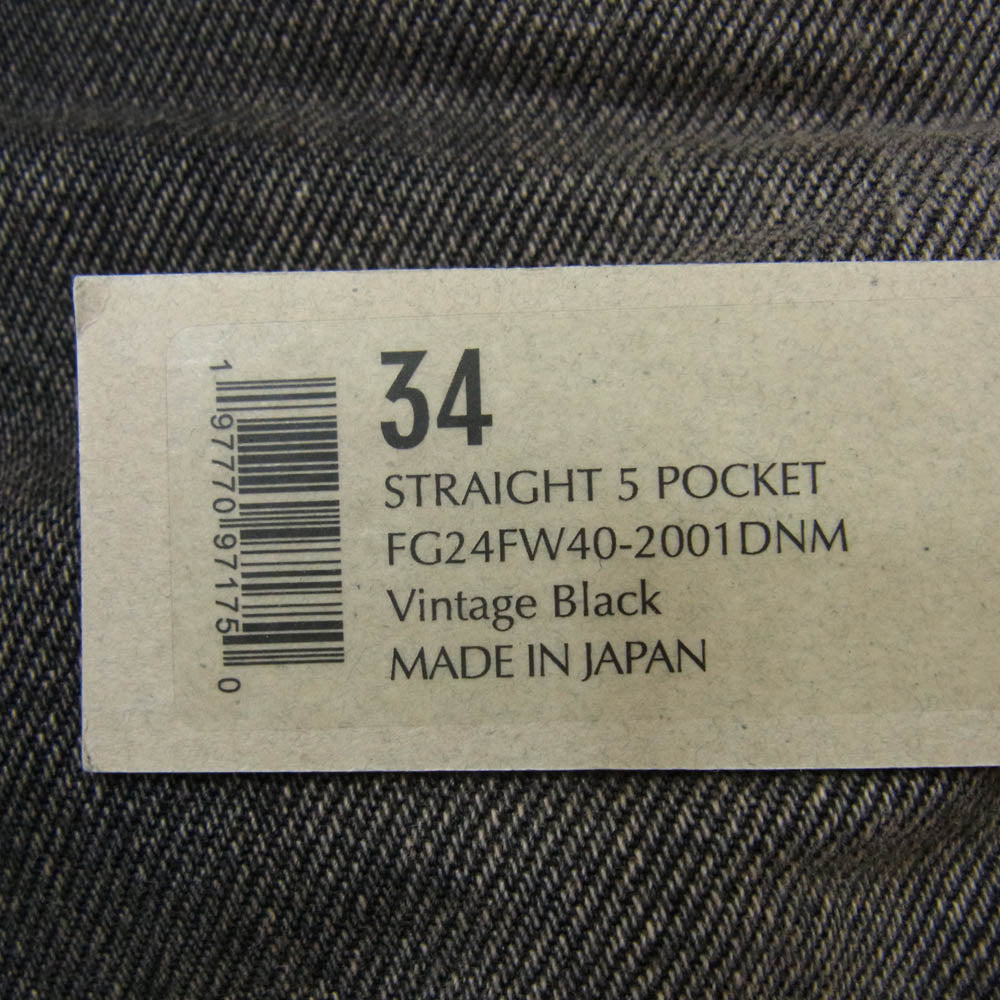 34
STRAIGHT 5 POCKET
FG24FW40-2001DNM
Vintage Black
MADE IN JAPAN
1 97770 97175 0